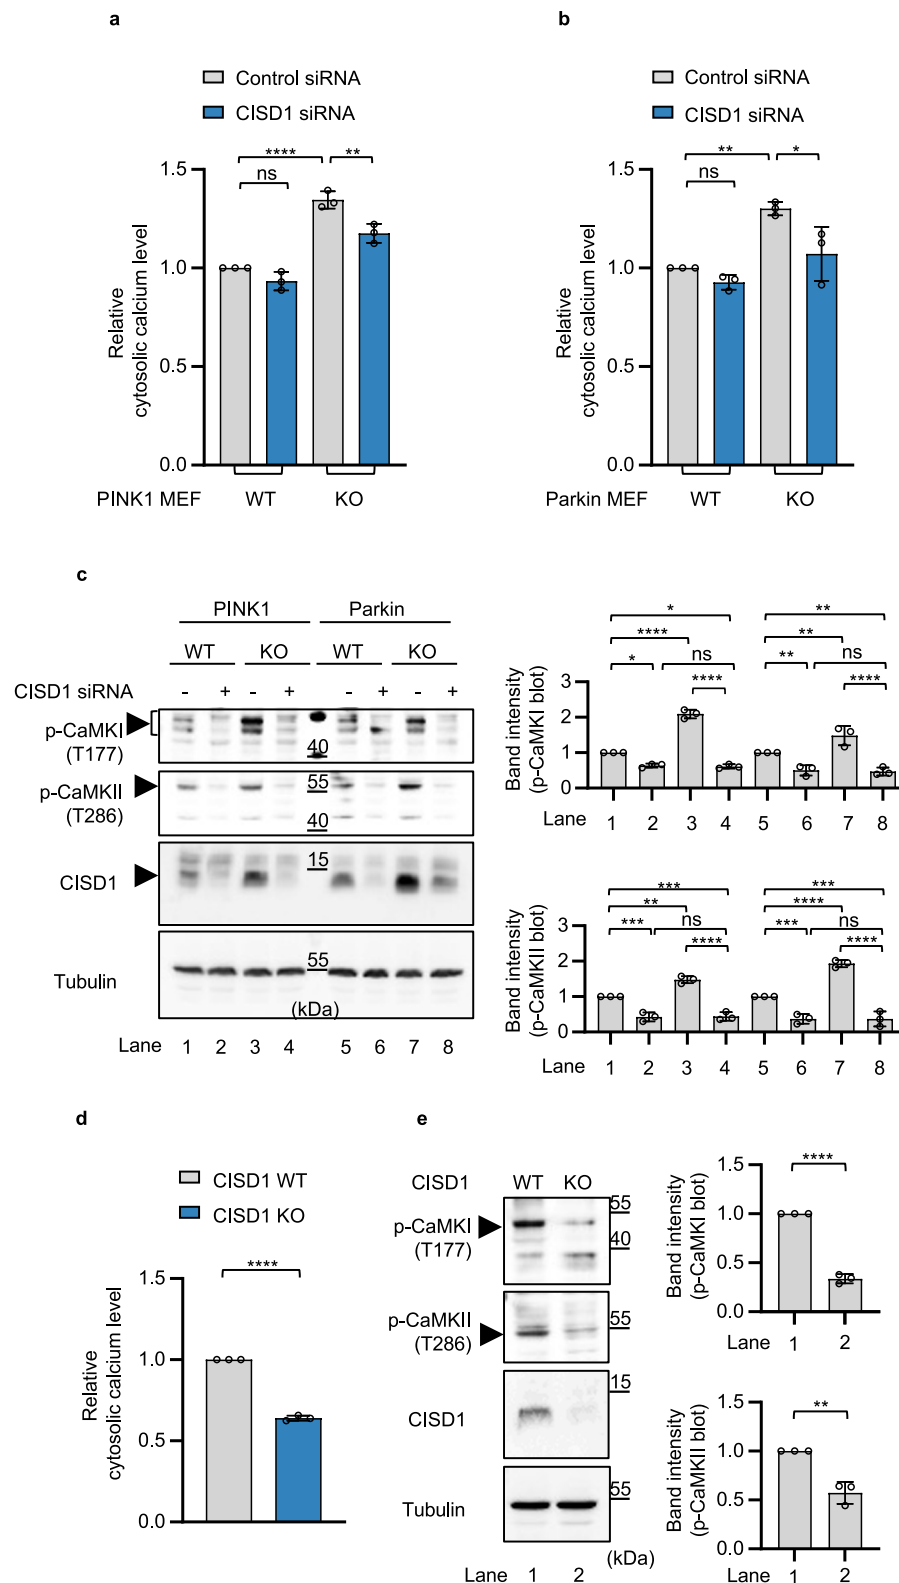 a
Control siRNA
CISD1 siRNA
**** **
ns
1.5
1.0
0.5
0.0
Relative
cytosolic calcium level
PINK1 MEF WT KO
b
Control siRNA
CISD1 siRNA
** *
ns
1.5
1.0
0.5
0.0
Relative
cytosolic calcium level
Parkin MEF WT KO
c
PINK1 Parkin
WT KO WT KO
CISD1 siRNA - + - + - + - +
p-CaMKI
(T177)
40
p-CaMKII
(T286)
55
40
CISD1
15
Tubulin
55
(kDa)
Lane 1 2 3 4 5 6 7 8
* **
**** **
* ns ** ns
**** ****
3
2
1
0
Band intensity
(p-CaMKI blot)
Lane 1 2 3 4 5 6 7 8
*** ***
** ****
*** ns *** ns
**** ****
3
2
1
0
Band intensity
(p-CaMKII blot)
Lane 1 2 3 4 5 6 7 8
d
CISD1 WT
CISD1 KO
****
1.5
1.0
0.5
0.0
Relative
cytosolic calcium level
e
CISD1 WT KO
p-CaMKI
(T177)
55
40
p-CaMKII
(T286)
55
CISD1
15
Tubulin
55
(kDa)
Lane 1 2
****
1.5
1.0
0.5
0.0
Band intensity
(p-CaMKI blot)
Lane 1 2
**
1.5
1.0
0.5
0.0
Band intensity
(p-CaMKII blot)
Lane 1 2